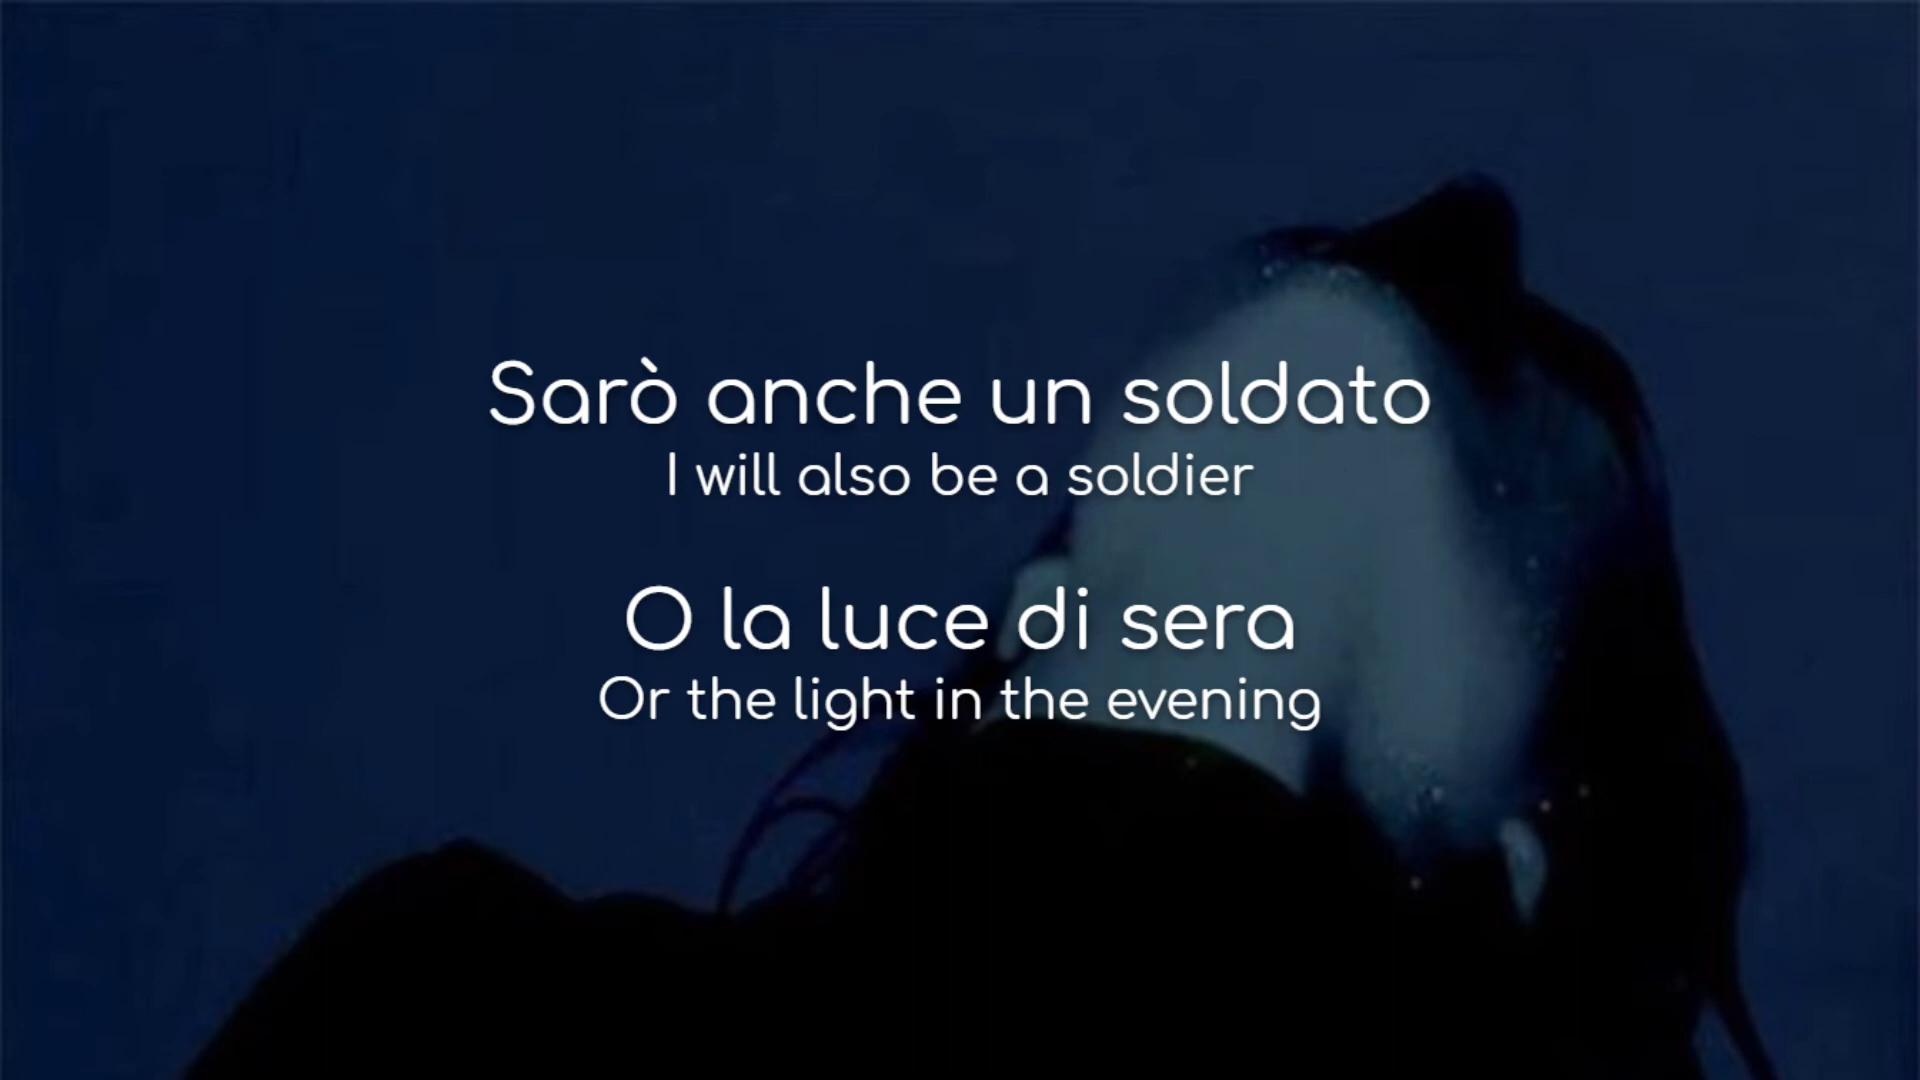 Sarò anche un soldato
I will also be a soldier
O la luce di sera
Or the light in the evening